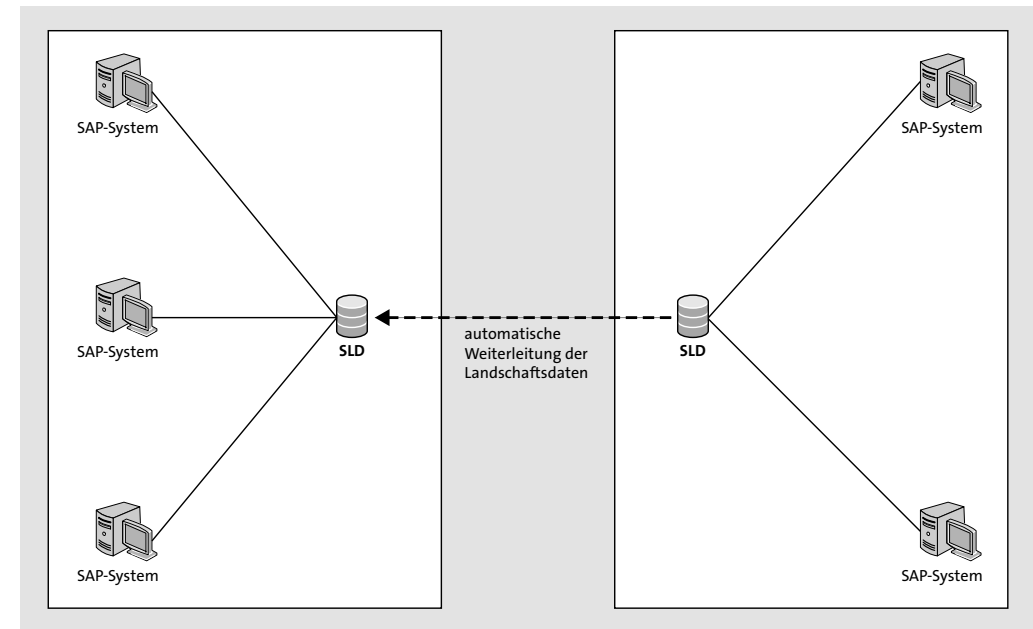 SAP-System
SAP-System
SAP-System
SLD
automatische
Weiterleitung der
Landschaftsdaten
SLD
SAP-System
SAP-System